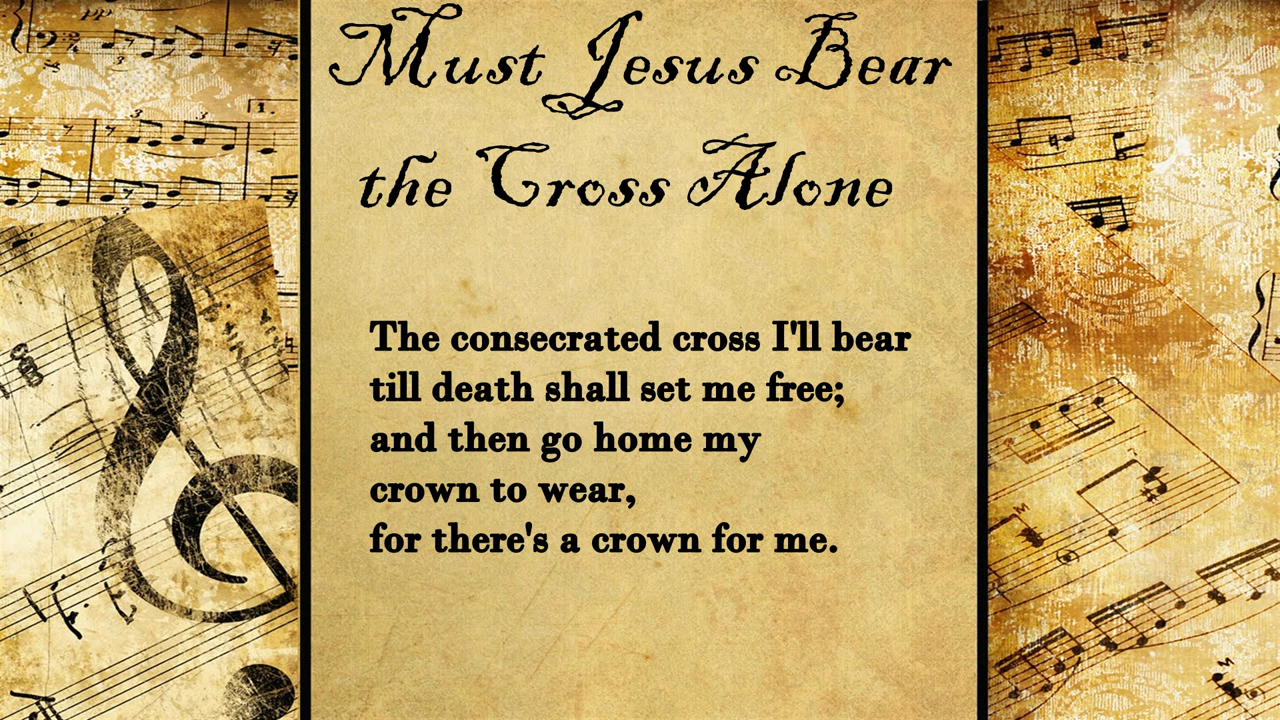 Must Jesus Bear
the Cross Alone
The consecrated cross I'll bear
till death shall set me free;
and then go home my
crown to wear,
for there's a crown for me.